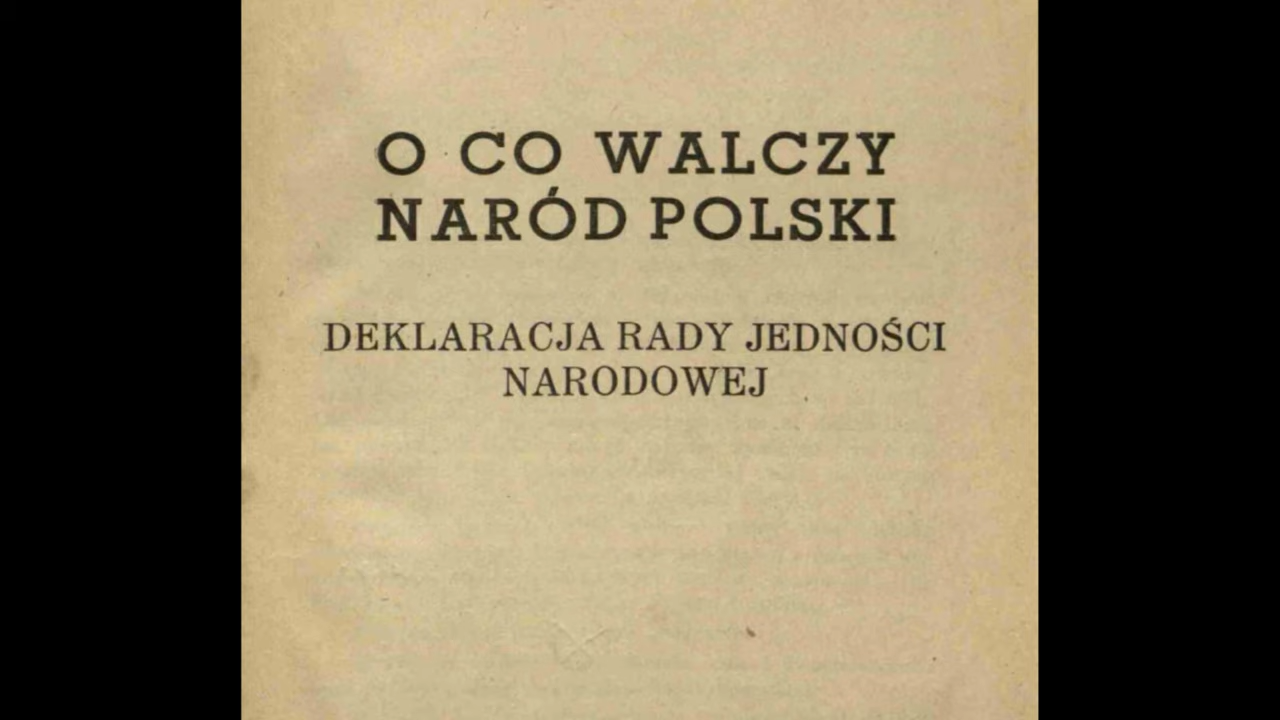 O CO WALCZY
NARÓD POLSKI
DEKLARACJA RADY JEDNOŚCI
NARODOWEJ